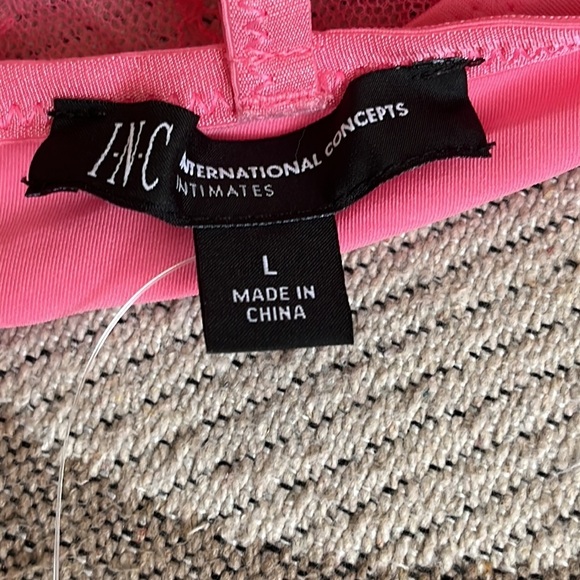 I·N·C INTERNATIONAL CONCEPTS
INTIMATES
L
MADE IN
CHINA